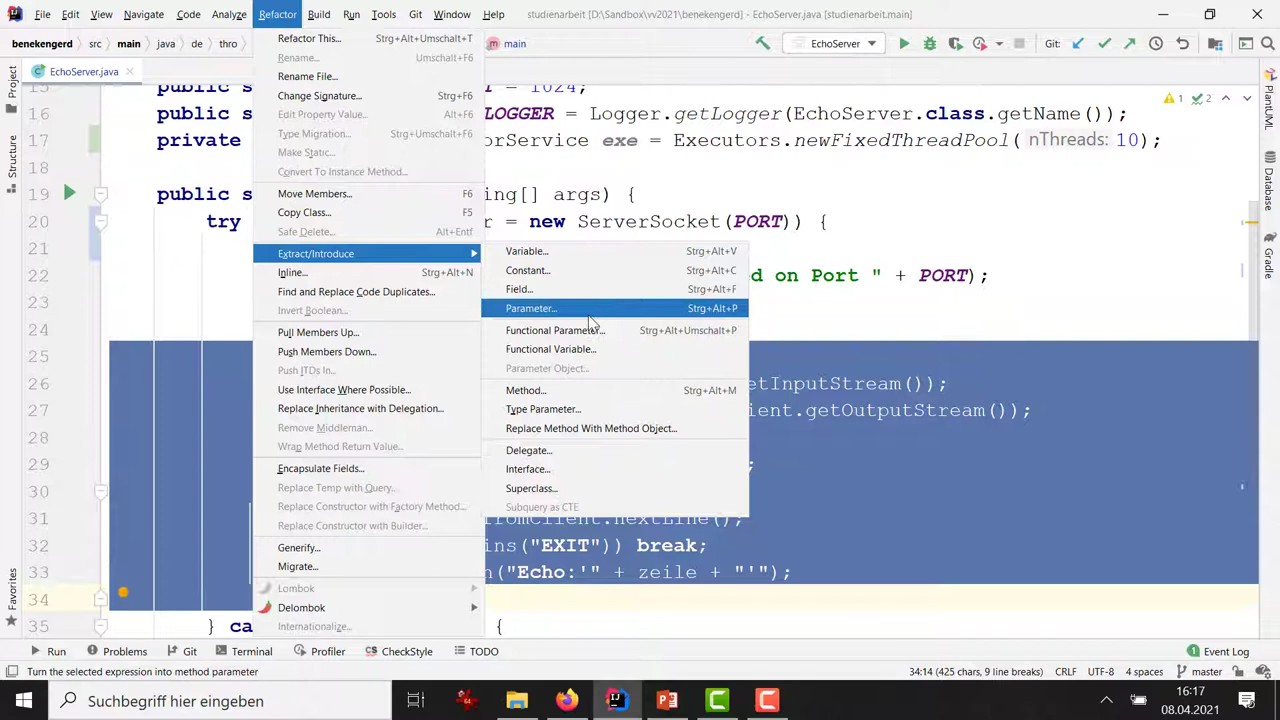 File Edit View Navigate Code Analyze Refactor Build Run Tools Git Window Help studienarbeit [D:\Sandbox\vv2021\benekengerd] - EchoServer.java [studienarbeit.main]
benekengerd src main java de thro main EchoServer Git:
EchoServer.java
Project
Structure
Favorites
PlantUML
Database
Gradle
1 2
15 public s = 1024;
16 public s LOGGER = Logger.getLogger(EchoServer.class.getName());
17 private orService exe = Executors.newFixedThreadPool( nThreads: 10);
19 public s ng[] args) {
20 try r = new ServerSocket(PORT)) {
21
22 d on Port " + PORT);
23
26 etInputStream());
27 ient.getOutputStream());
28
29 ;
30
31 romClient.nextLine();
32 ins("EXIT")) break;
33 n("Echo:'" + zeile + "'");
34
35 } ca {
Refactor This... Strg+Alt+Umschalt+T
Rename... Umschalt+F6
Rename File...
Change Signature... Strg+F6
Edit Property Value... Alt+F6
Type Migration... Strg+Umschalt+F6
Make Static...
Convert To Instance Method...
Move Members... F6
Copy Class... F5
Safe Delete... Alt+Entf
Extract/Introduce
Inline... Strg+Alt+N
Find and Replace Code Duplicates...
Invert Boolean...
Pull Members Up...
Push Members Down...
Push ITDs In...
Use Interface Where Possible...
Replace Inheritance with Delegation...
Remove Middleman...
Wrap Method Return Value...
Encapsulate Fields...
Replace Temp with Query...
Replace Constructor with Factory Method...
Replace Constructor with Builder...
Generify...
Migrate...
Lombok
Delombok
Internationalize...
Variable... Strg+Alt+V
Constant... Strg+Alt+C
Field... Strg+Alt+F
Parameter... Strg+Alt+P
Functional Parameter... Strg+Alt+Umschalt+P
Functional Variable...
Parameter Object...
Method... Strg+Alt+M
Type Parameter...
Replace Method With Method Object...
Delegate...
Interface...
Superclass...
Subquery as CTE
Run Problems Git Terminal Profiler CheckStyle TODO Event Log
Turn the selected expression into method parameter 34:14 (425 chars, 9 line breaks) CRLF UTF-8 4 spaces master
Suchbegriff hier eingeben
16:17
08.04.2021